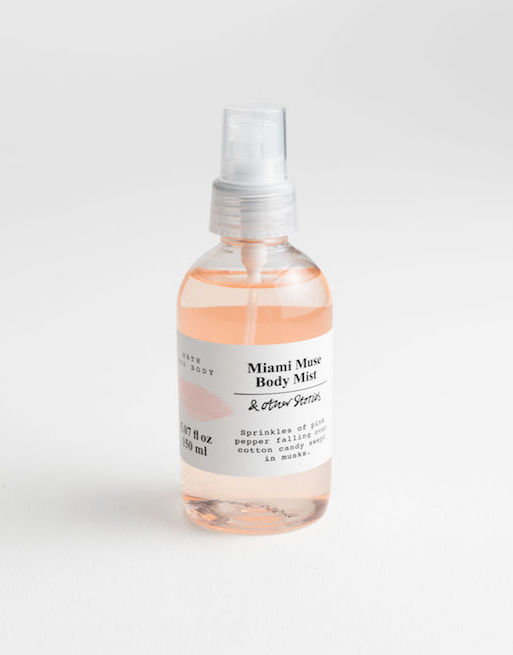 BATH
BODY
Miami Muse
Body Mist
& other Stories
Sprinkles of pink
pepper falling over
cotton candy swept
in musks.
fl oz
150 ml